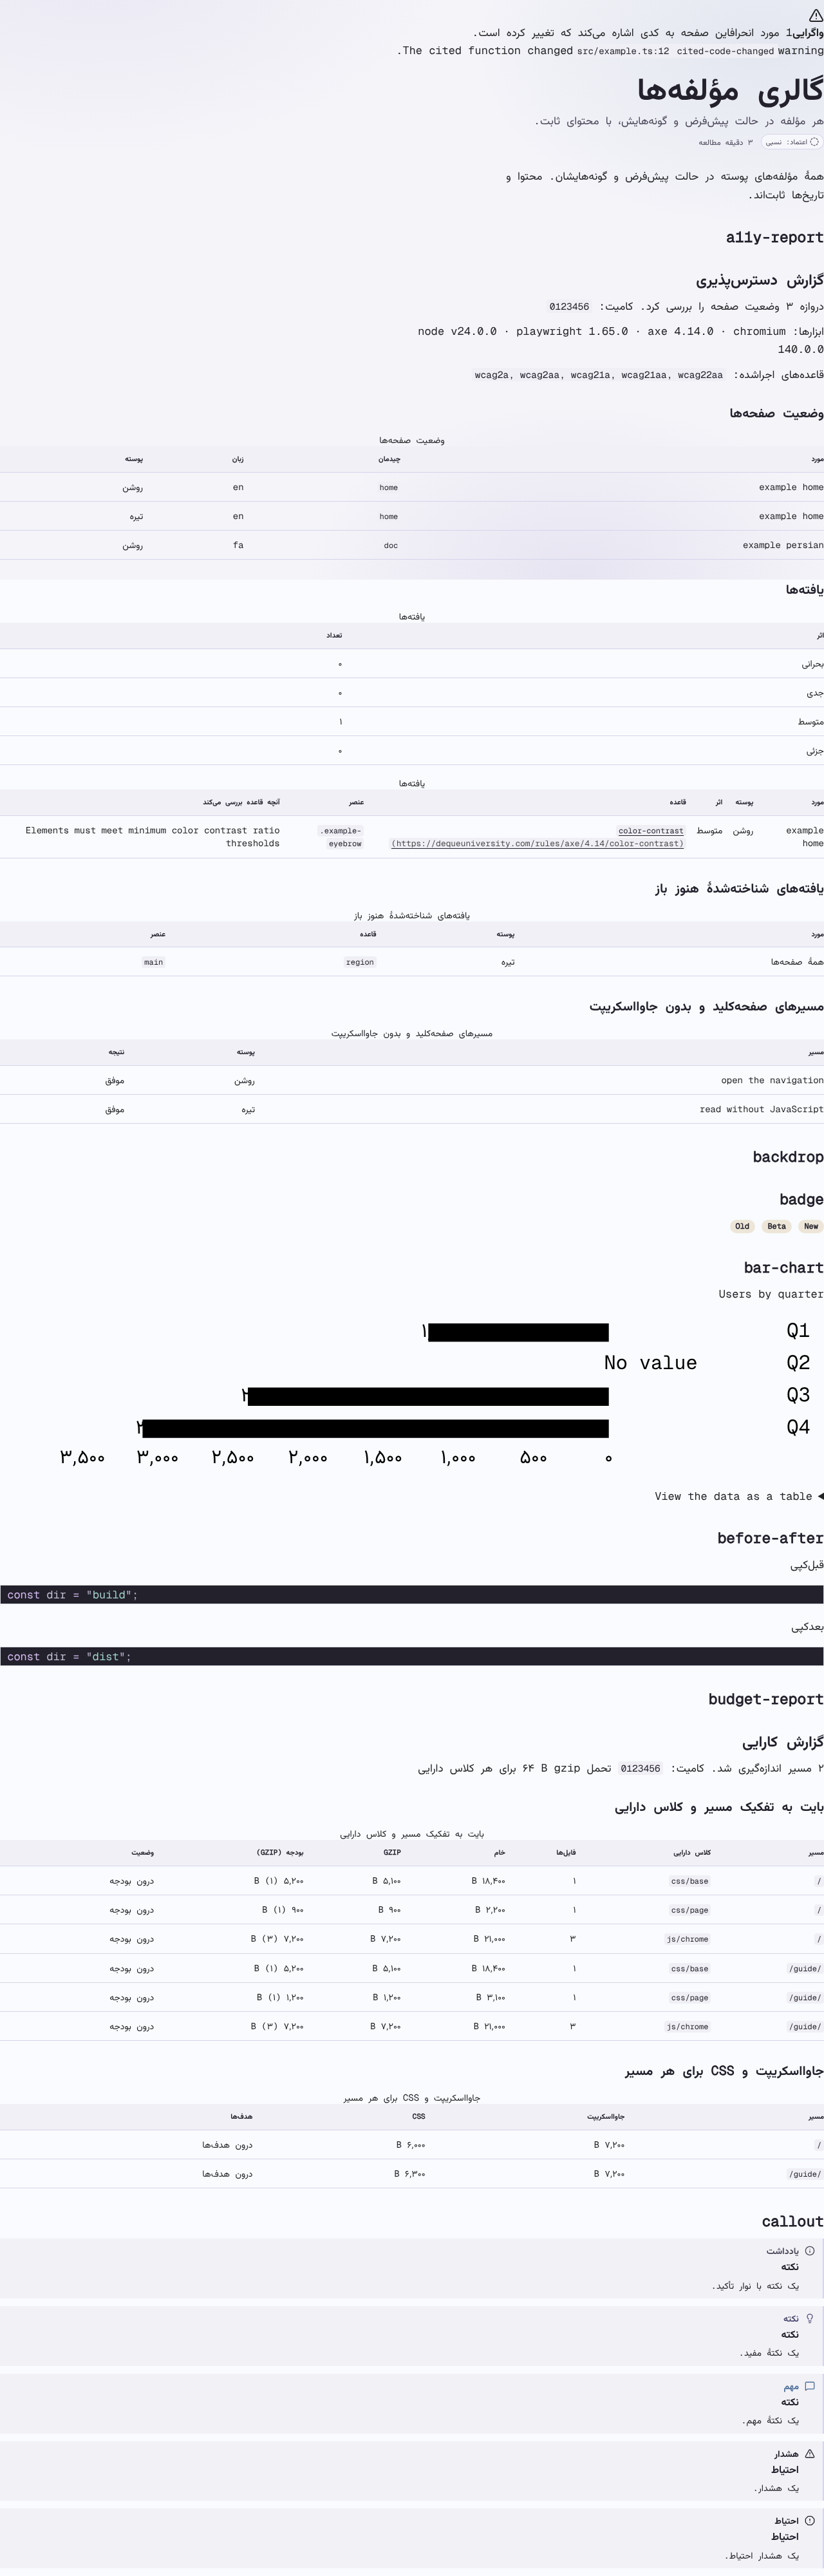 واگرایی1 مورد انحرافاین صفحه به کدی اشاره می‌کند که تغییر کرده است.
warning cited-code-changed src/example.ts:12 The cited function changed.
گالری مؤلفه‌ها
هر مؤلفه در حالت پیش‌فرض و گونه‌هایش، با محتوای ثابت.
اعتماد: نسبی ۳ دقیقه مطالعه
همهٔ مؤلفه‌های پوسته در حالت پیش‌فرض و گونه‌هایشان. محتوا و
تاریخ‌ها ثابت‌اند.
a11y-report
گزارش دسترس‌پذیری
دروازه ۳ وضعیت صفحه را بررسی کرد. کامیت: 0123456
ابزارها: node v24.0.0 · playwright 1.65.0 · axe 4.14.0 · chromium
140.0.0
قاعده‌های اجراشده: wcag2a, wcag2aa, wcag21a, wcag21aa, wcag22aa
وضعیت صفحه‌ها
وضعیت صفحه‌ها
مورد چیدمان زبان پوسته
example home home en روشن
example home home en تیره
example persian doc fa روشن
یافته‌ها
یافته‌ها
اثر تعداد
بحرانی ۰
جدی ۰
متوسط ۱
جزئی ۰
یافته‌ها
مورد پوسته اثر قاعده عنصر آنچه قاعده بررسی می‌کند
example home روشن متوسط color-contrast (https://dequeuniversity.com/rules/axe/4.14/color-contrast) .example-eyebrow Elements must meet minimum color contrast ratio thresholds
یافته‌های شناخته‌شدهٔ هنوز باز
یافته‌های شناخته‌شدهٔ هنوز باز
مورد پوسته قاعده عنصر
همهٔ صفحه‌ها تیره region main
مسیرهای صفحه‌کلید و بدون جاوااسکریپت
مسیرهای صفحه‌کلید و بدون جاوااسکریپت
مسیر پوسته نتیجه
open the navigation روشن موفق
read without JavaScript تیره موفق
backdrop
badge
New Beta Old
bar-chart
Users by quarter
Q1 ۱
Q2 No value
Q3 ۲
Q4 ۳
۰ ۵۰۰ ۱,۰۰۰ ۱,۵۰۰ ۲,۰۰۰ ۲,۵۰۰ ۳,۰۰۰ ۳,۵۰۰
View the data as a table
before-after
قبل‌کپی
const dir = "build";
بعدکپی
const dir = "dist";
budget-report
گزارش کارایی
۲ مسیر اندازه‌گیری شد. کامیت: 0123456 تحمل ۶۴ B gzip برای هر کلاس دارایی
بایت به تفکیک مسیر و کلاس دارایی
بایت به تفکیک مسیر و کلاس دارایی
مسیر کلاس دارایی فایل‌ها خام GZIP بودجه (GZIP) وضعیت
/ css/base ۱ ۱۸,۴۰۰ B ۵,۱۰۰ B ۵,۲۰۰ B (۱) درون بودجه
/ css/page ۱ ۲,۲۰۰ B ۹۰۰ B ۹۰۰ B (۱) درون بودجه
/ js/chrome ۳ ۲۱,۰۰۰ B ۷,۲۰۰ B ۷,۲۰۰ B (۳) درون بودجه
/guide/ css/base ۱ ۱۸,۴۰۰ B ۵,۱۰۰ B ۵,۲۰۰ B (۱) درون بودجه
/guide/ css/page ۱ ۳,۱۰۰ B ۱,۲۰۰ B ۱,۲۰۰ B (۱) درون بودجه
/guide/ js/chrome ۳ ۲۱,۰۰۰ B ۷,۲۰۰ B ۷,۲۰۰ B (۳) درون بودجه
جاوااسکریپت و CSS برای هر مسیر
جاوااسکریپت و CSS برای هر مسیر
مسیر جاوااسکریپت CSS هدف‌ها
/ ۷,۲۰۰ B ۶,۰۰۰ B درون هدف‌ها
/guide/ ۷,۲۰۰ B ۶,۳۰۰ B درون هدف‌ها
callout
یادداشت
نکته
یک نکته با نوار تأکید.
نکته
نکته
یک نکتهٔ مفید.
مهم
نکته
یک نکتهٔ مهم.
هشدار
احتیاط
یک هشدار.
احتیاط
احتیاط
یک هشدار احتیاط.